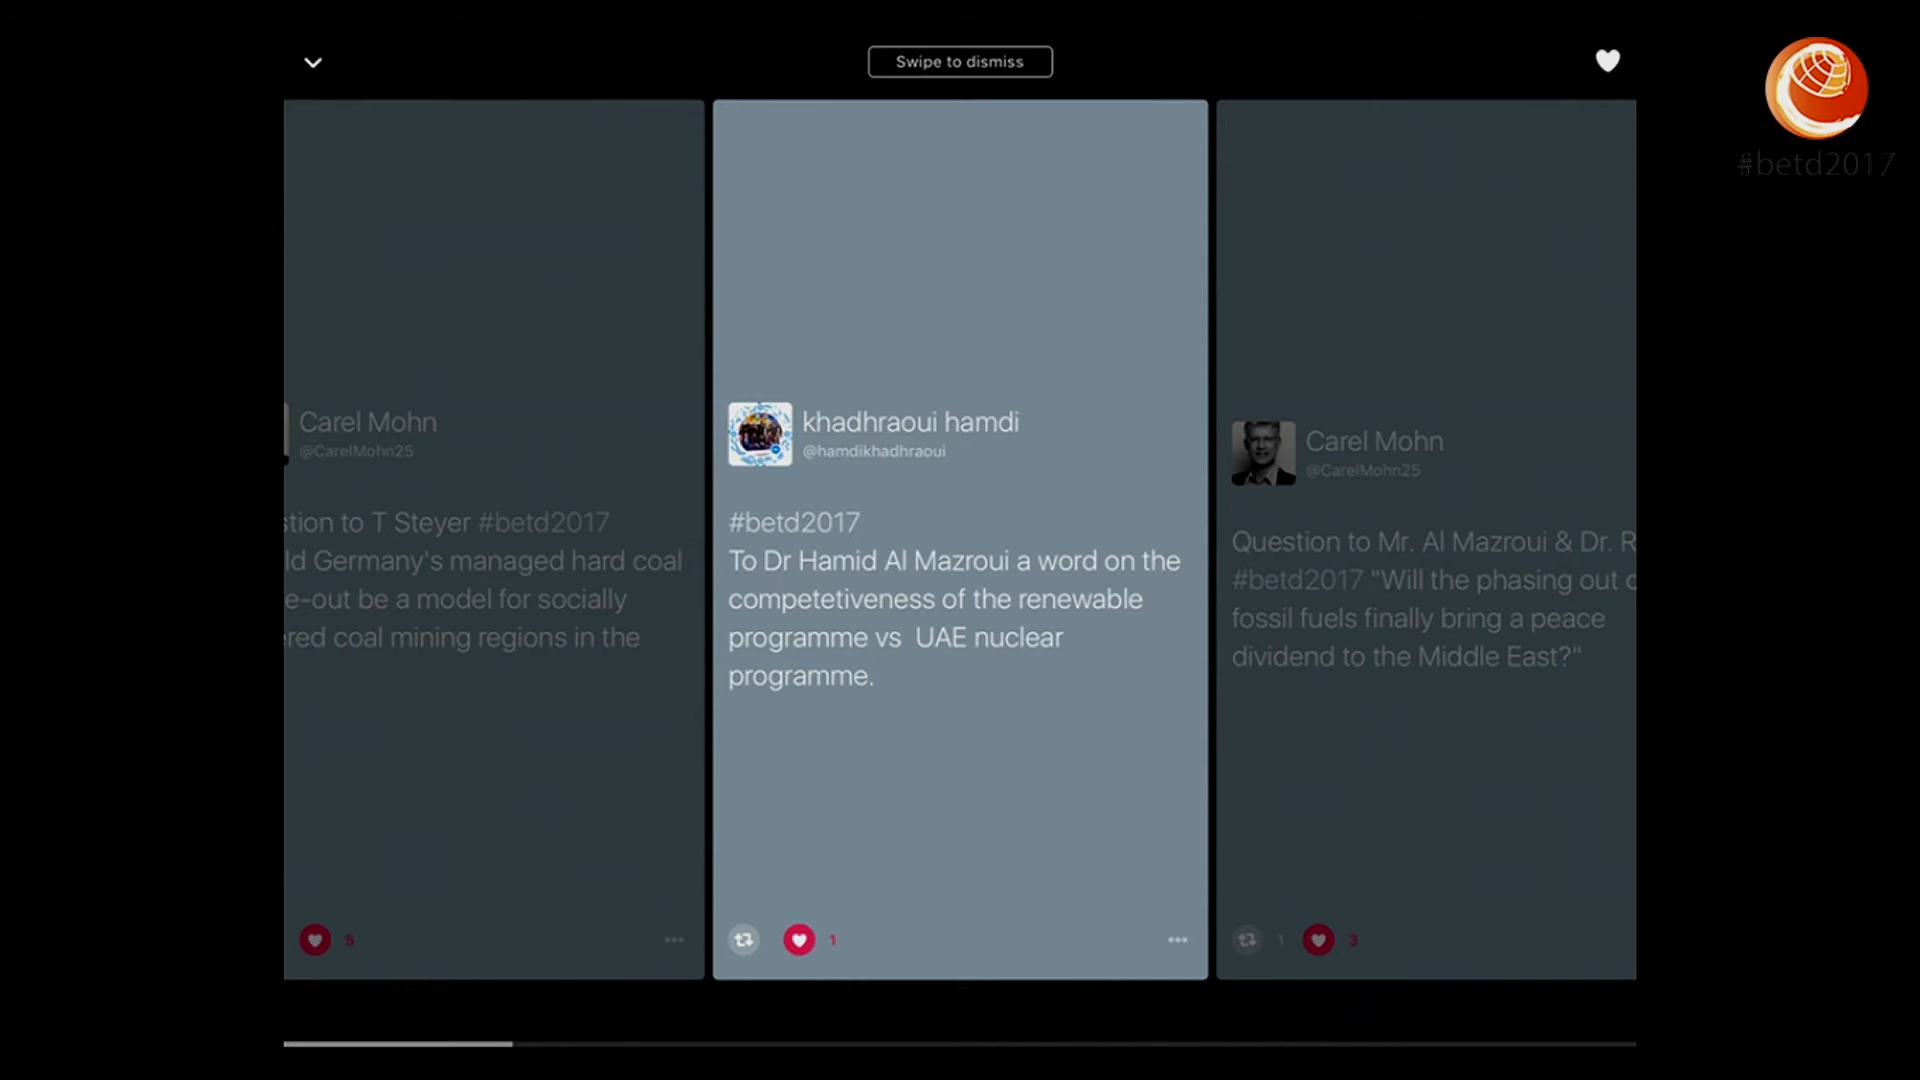 Swipe to dismiss
#betd2017
Carel Mohn
@CarelMohn25
stion to T Steyer #betd2017
ld Germany's managed hard coal
e-out be a model for socially
red coal mining regions in the
5
khadhraoui hamdi
@hamdikhadhraoui
#betd2017
To Dr Hamid Al Mazroui a word on the
competetiveness of the renewable
programme vs UAE nuclear
programme.
1
Carel Mohn
@CarelMohn25
Question to Mr. Al Mazroui & Dr. R
#betd2017 "Will the phasing out o
fossil fuels finally bring a peace
dividend to the Middle East?"
1 3